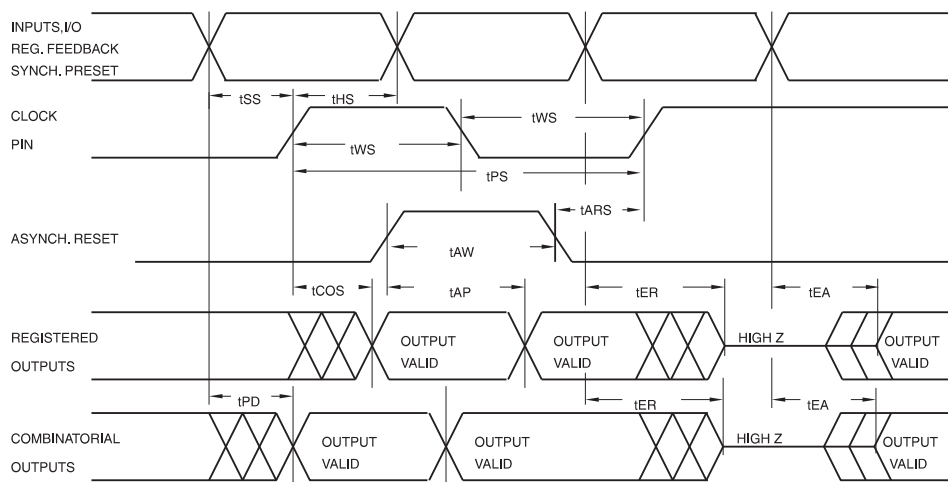 INPUTS,I/O
REG. FEEDBACK
SYNCH. PRESET
tSS
tHS
CLOCK
PIN
tWS
tWS
tPS
tARS
ASYNCH. RESET
tAW
tCOS
tAP
tER
tEA
REGISTERED
OUTPUTS
OUTPUT
VALID
OUTPUT
VALID
HIGH Z
OUTPUT
VALID
tPD
tER
tEA
COMBINATORIAL
OUTPUTS
OUTPUT
VALID
OUTPUT
VALID
HIGH Z
OUTPUT
VALID